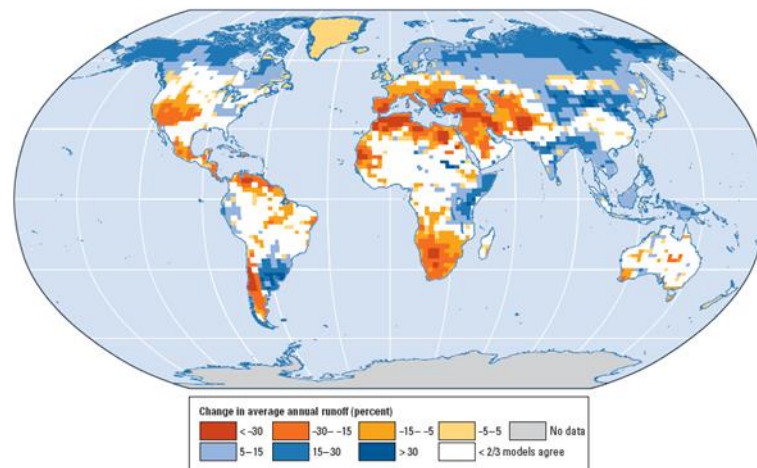 Change in average annual runoff (percent)
< –30 –30– –15 –15– –5 –5–5 No data
5–15 15–30 > 30 < 2/3 models agree